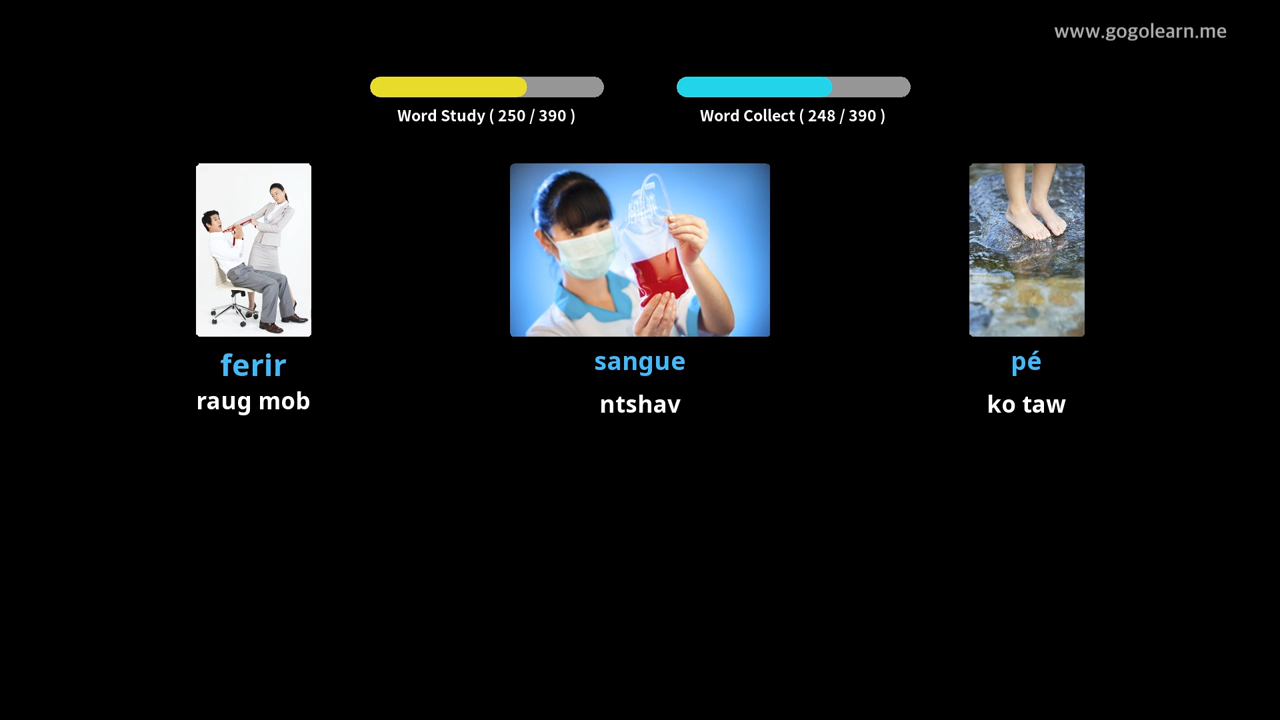 www.gogolearn.me
Word Study ( 250 / 390 )
Word Collect ( 248 / 390 )
ferir
raug mob
sangue
ntshav
pé
ko taw